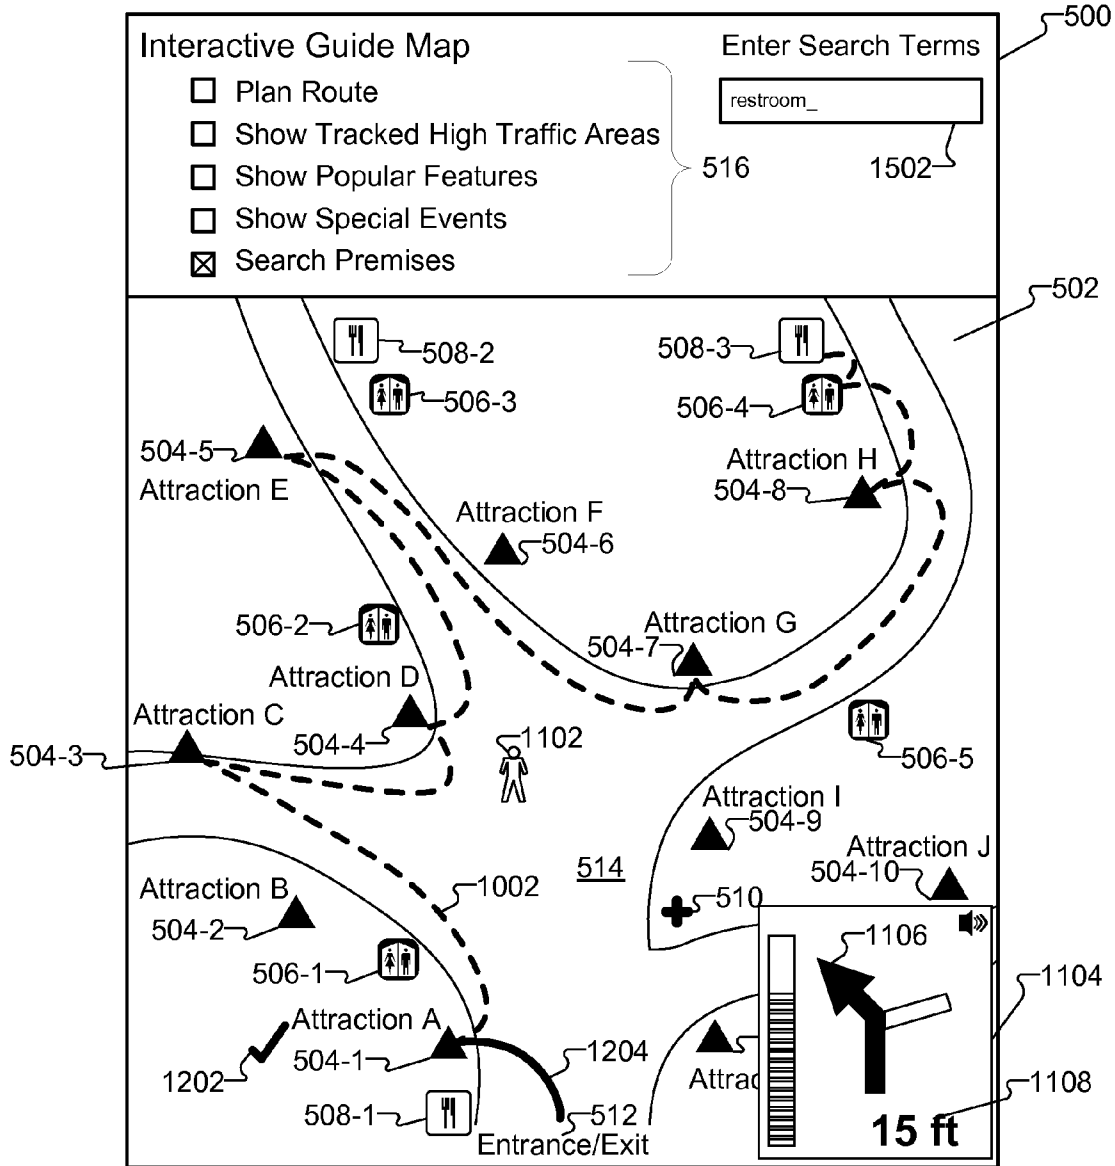 500
Interactive Guide Map
Enter Search Terms
Plan Route
restroom_
Show Tracked High Traffic Areas
516
1502
Show Popular Features
Show Special Events
Search Premises
502
508-2
508-3
506-3
506-4
504-5
Attraction H
Attraction E
504-8
Attraction F
504-6
506-2
Attraction G
504-7
Attraction D
Attraction C
504-4
1102
504-3
506-5
Attraction I
504-9
Attraction J
514
504-10
Attraction B
1002
510
504-2
1106
506-1
1104
Attraction A
504-1
1204
1202
Attrac
1108
508-1
512
15 ft
Entrance/Exit